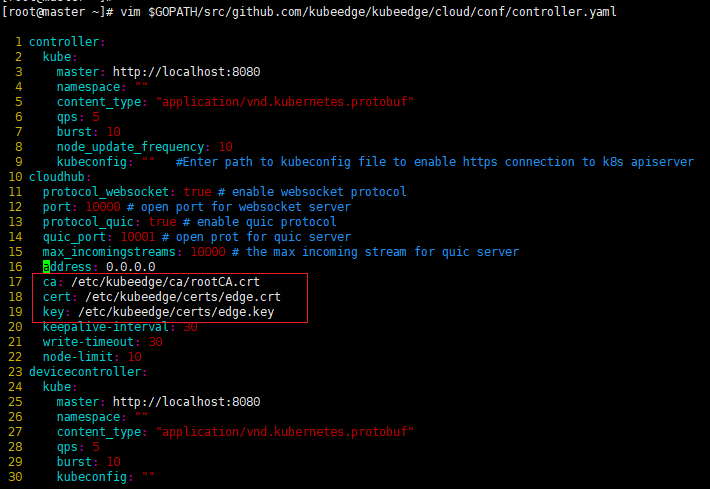 [root@master ~]#
[root@master ~]# vim $GOPATH/src/github.com/kubeedge/kubeedge/cloud/conf/controller.yaml
1 controller:
2   kube:
3     master: http://localhost:8080
4     namespace: ""
5     content_type: "application/vnd.kubernetes.protobuf"
6     qps: 5
7     burst: 10
8     node_update_frequency: 10
9     kubeconfig: ""   #Enter path to kubeconfig file to enable https connection to k8s apiserver
10 cloudhub:
11   protocol_websocket: true # enable websocket protocol
12   port: 10000 # open port for websocket server
13   protocol_quic: true # enable quic protocol
14   quic_port: 10001 # open prot for quic server
15   max_incomingstreams: 10000 # the max incoming stream for quic server
16   address: 0.0.0.0
17   ca: /etc/kubeedge/ca/rootCA.crt
18   cert: /etc/kubeedge/certs/edge.crt
19   key: /etc/kubeedge/certs/edge.key
20   keepalive-interval: 30
21   write-timeout: 30
22   node-limit: 10
23 devicecontroller:
24   kube:
25     master: http://localhost:8080
26     namespace: ""
27     content_type: "application/vnd.kubernetes.protobuf"
28     qps: 5
29     burst: 10
30     kubeconfig: ""